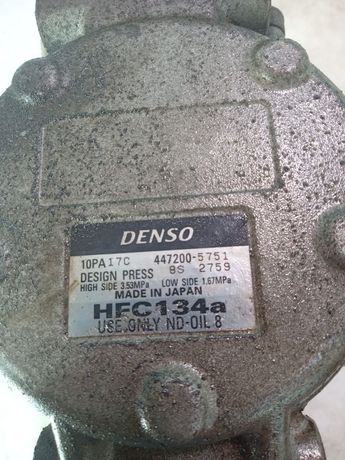 DENSO
10PA17C 447200-5751
DESIGN PRESS BS 2759
HIGH SIDE 3.53MPa LOW SIDE 1.67MPa
MADE IN JAPAN
HFC134a
USE ONLY ND-OIL 8